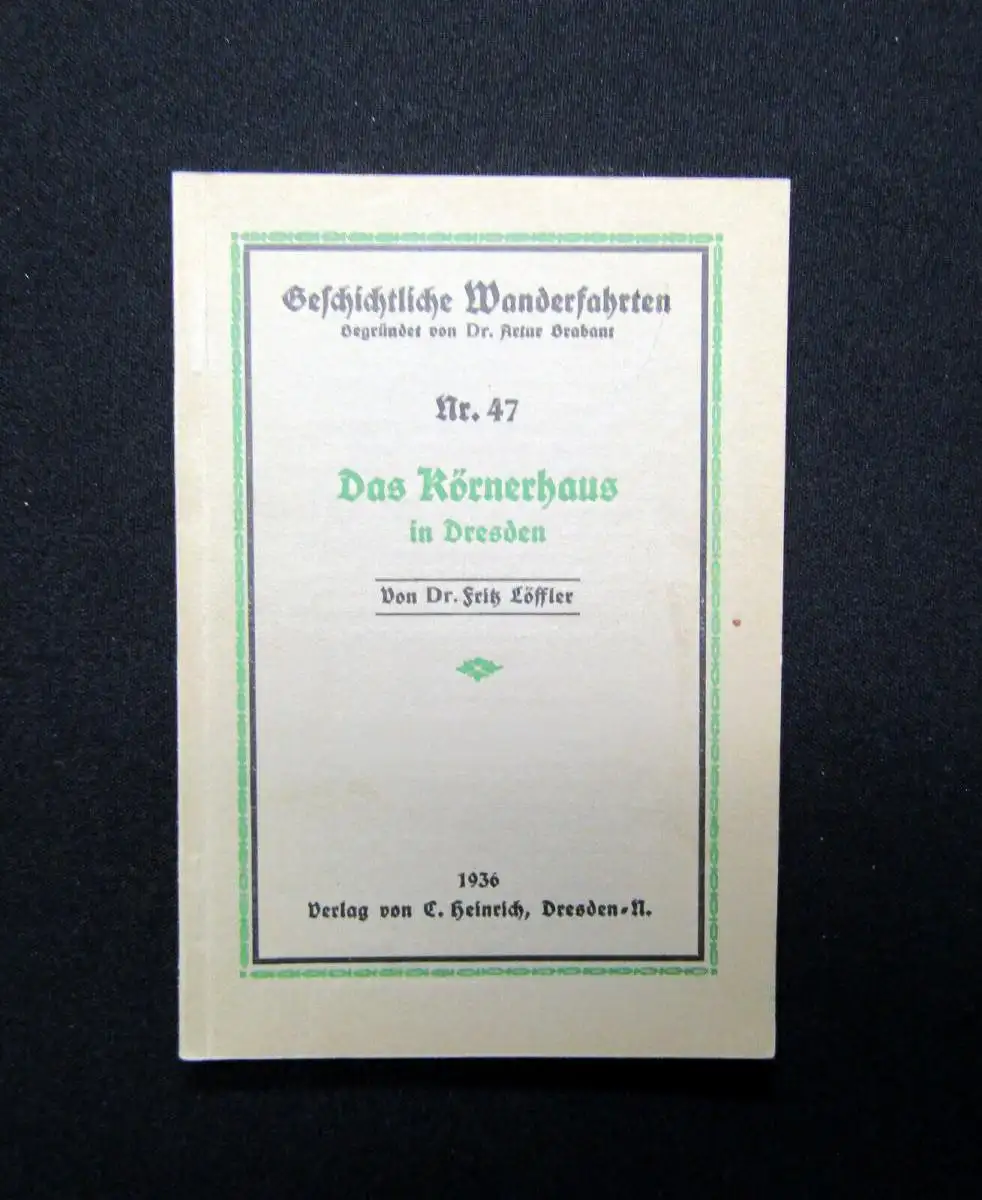 Geschichtliche Wanderfahrten
Begründet von Dr. Artur Brabant
Nr. 47
Das Körnerhaus
in Dresden
Von Dr. Fritz Löffler
1936
Verlag von C. Heinrich, Dresden-N.